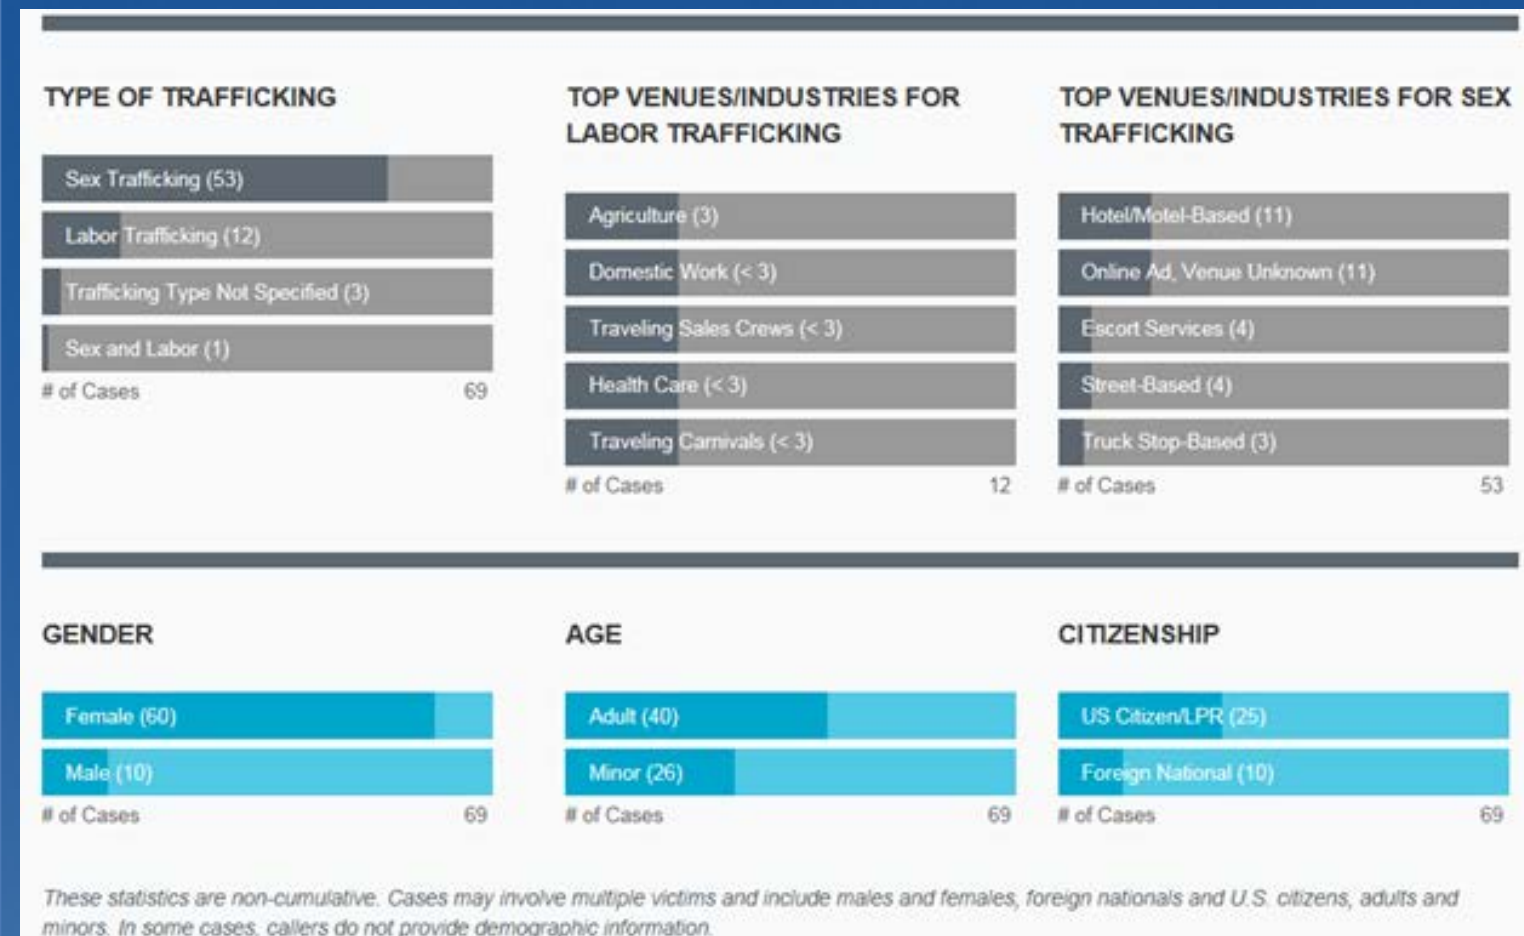 TYPE OF TRAFFICKING
Sex Trafficking (53)
Labor Trafficking (12)
Trafficking Type Not Specified (3)
Sex and Labor (1)
# of Cases 69
TOP VENUES/INDUSTRIES FOR
LABOR TRAFFICKING
Agriculture (3)
Domestic Work (< 3)
Traveling Sales Crews (< 3)
Health Care (< 3)
Traveling Carnivals (< 3)
# of Cases 12
TOP VENUES/INDUSTRIES FOR SEX
TRAFFICKING
Hotel/Motel-Based (11)
Online Ad, Venue Unknown (11)
Escort Services (4)
Street-Based (4)
Truck Stop-Based (3)
# of Cases 53
GENDER
Female (60)
Male (10)
# of Cases 69
AGE
Adult (40)
Minor (26)
# of Cases 69
CITIZENSHIP
US Citizen/LPR (25)
Foreign National (10)
# of Cases 69
These statistics are non-cumulative. Cases may involve multiple victims and include males and females, foreign nationals and U.S. citizens, adults and
minors. In some cases, callers do not provide demographic information.